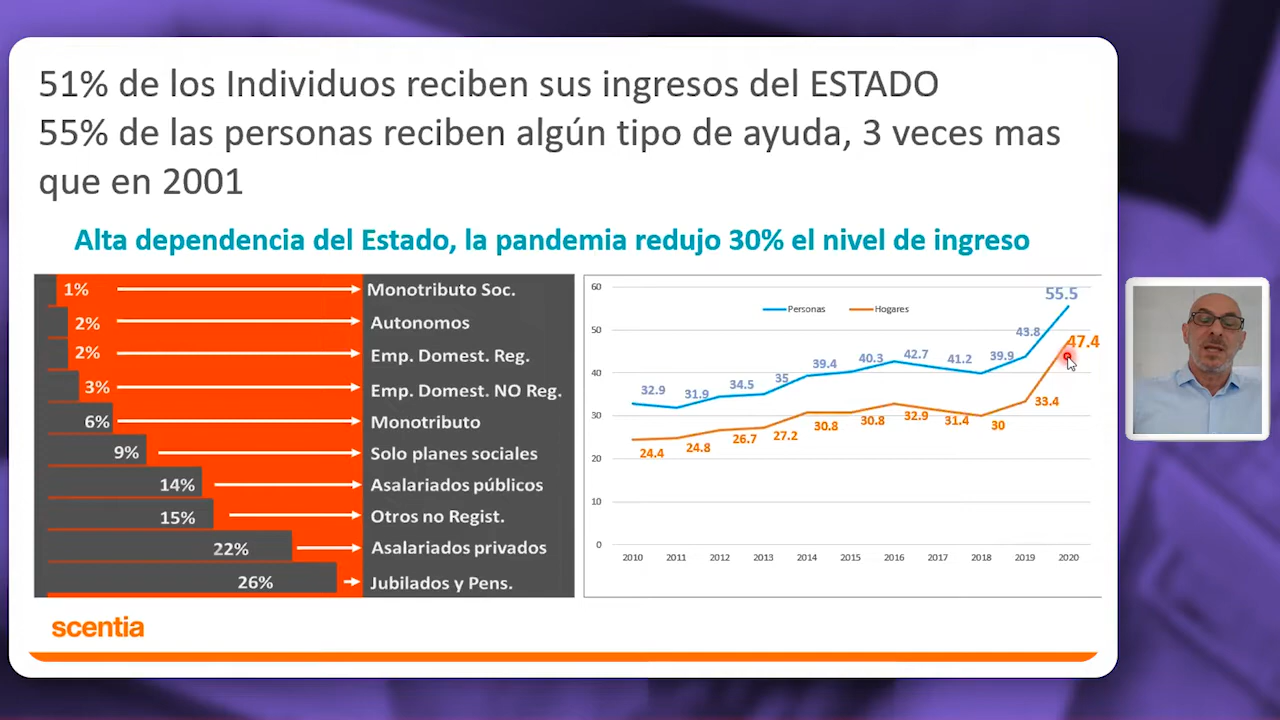 51% de los Individuos reciben sus ingresos del ESTADO
55% de las personas reciben algún tipo de ayuda, 3 veces mas
que en 2001
Alta dependencia del Estado, la pandemia redujo 30% el nivel de ingreso
1% Monotributo Soc.
2% Autonomos
2% Emp. Domest. Reg.
3% Emp. Domest. NO Reg.
6% Monotributo
9% Solo planes sociales
14% Asalariados públicos
15% Otros no Regist.
22% Asalariados privados
26% Jubilados y Pens.
60
50
40
30
20
10
0
Personas Hogares
32.9 31.9 34.5 35 39.4 40.3 42.7 41.2 39.9 43.8 55.5
24.4 24.8 26.7 27.2 30.8 30.8 32.9 31.4 30 33.4 47.4
2010 2011 2012 2013 2014 2015 2016 2017 2018 2019 2020
scentia